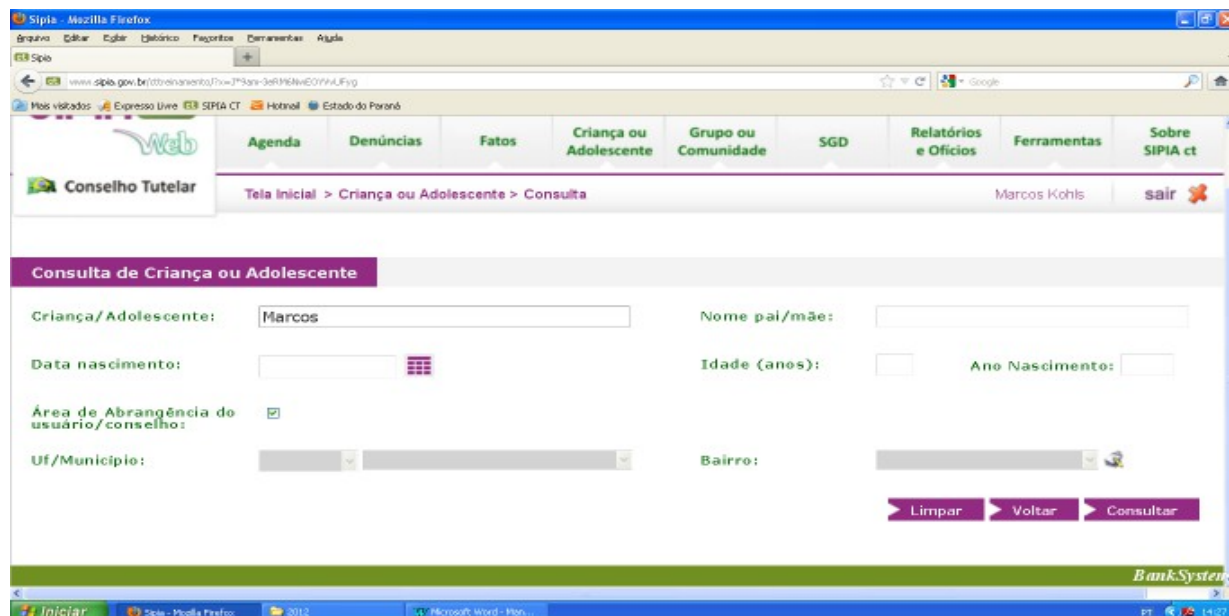 Sipia - Mozilla Firefox
Arquivo Editar Exibir Histórico Favoritos Ferramentas Ajuda
Sipia
Mais visitados Expresso Livre SIPIA CT Hotmail Estado do Paraná
Google
Web
Agenda Denúncias Fatos Criança ou Adolescente Grupo ou Comunidade SGD Relatórios e Ofícios Ferramentas Sobre SIPIA ct
Conselho Tutelar
Tela Inicial > Criança ou Adolescente > Consulta Marcos Kohls sair
Consulta de Criança ou Adolescente
Criança/Adolescente: Marcos Nome pai/mãe:
Data nascimento: Idade (anos): Ano Nascimento:
Área de Abrangência do
usuário/conselho:
Uf/Município: Bairro:
Limpar Voltar Consultar
BankSystem
Iniciar Sipia - Mozilla Firefox 2012 Microsoft Word - Man... PT 14:27